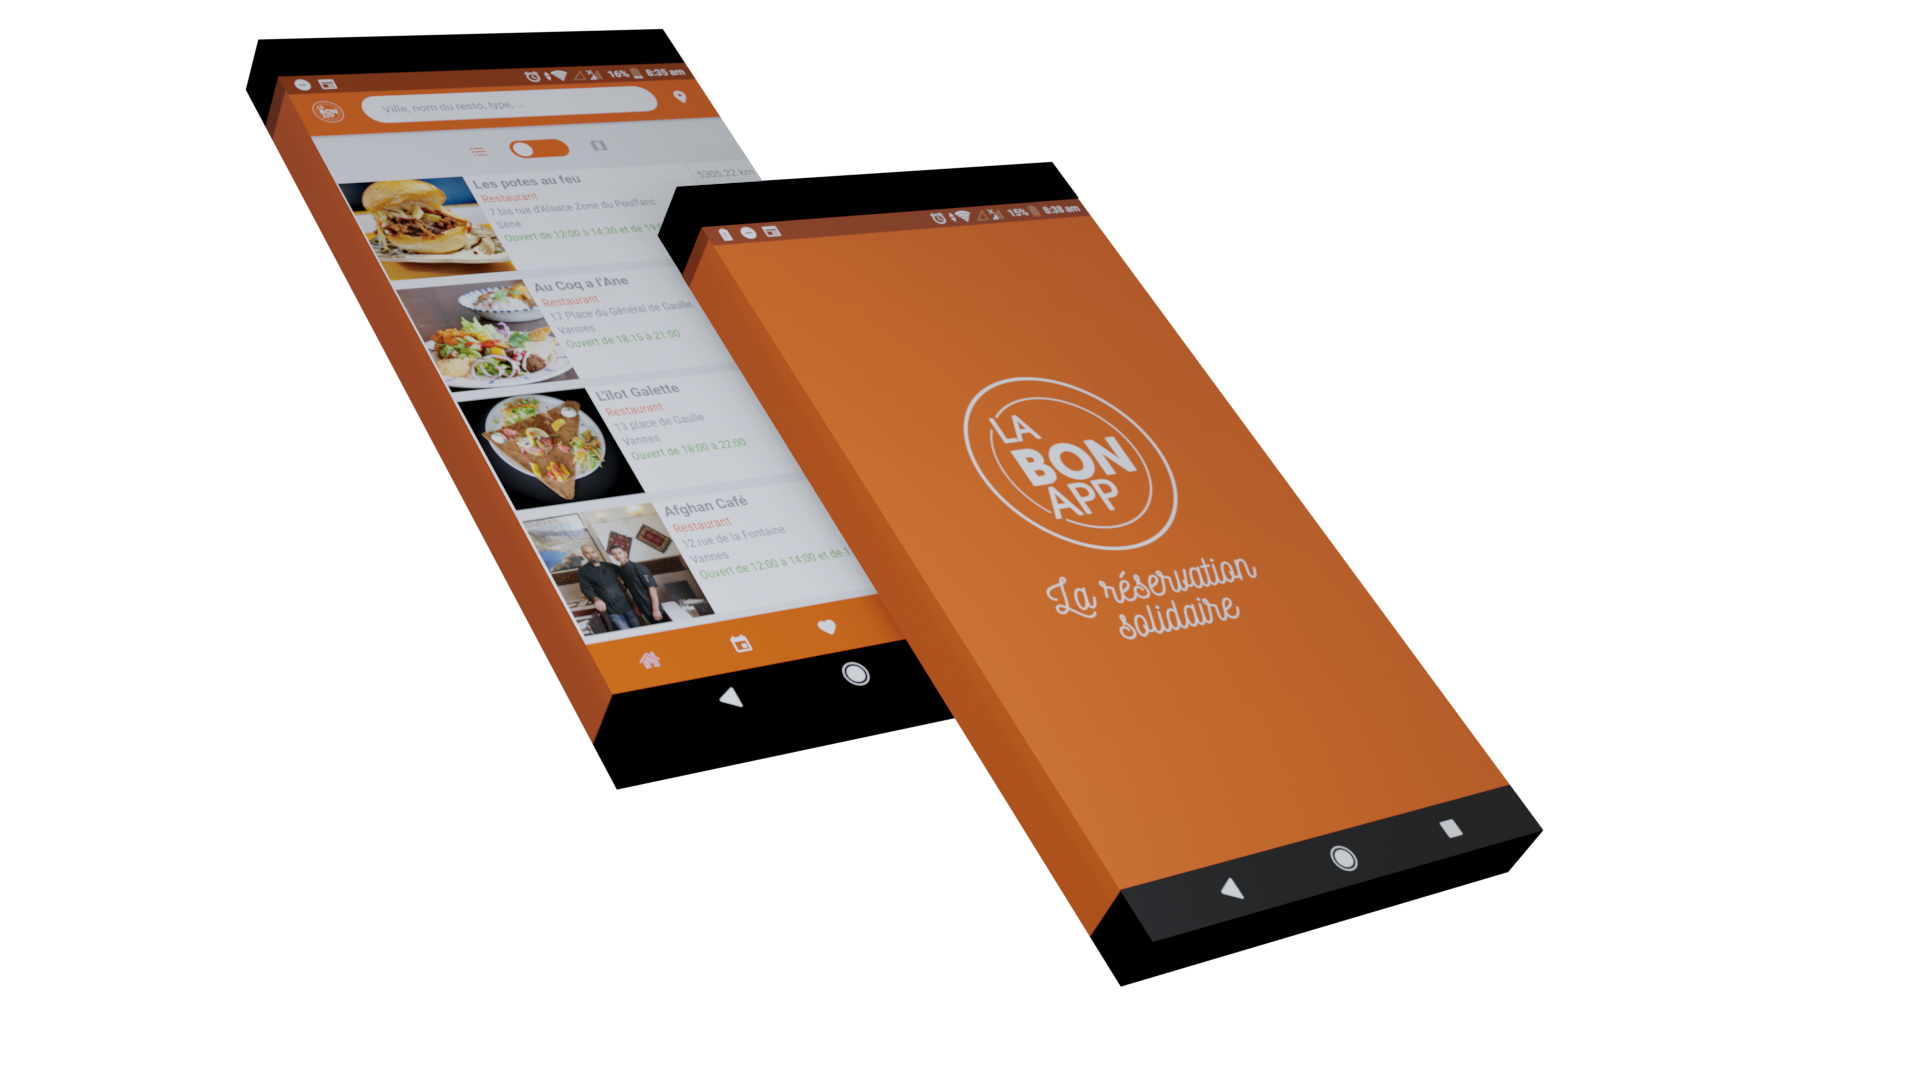 16% 8:35 am
LA
BON
APP
Ville, nom du resto, type, ...
5305.22 km
Les potes au feu
Restaurant
7 bis rue d'Alsace Zone du Poulfanc,
Séné
Ouvert de 12:00 à 14:30 et de 19:
Au Coq a l'Ane
Restaurant
17 Place du Général de Gaulle
Vannes
Ouvert de 18:15 à 21:00
L'ilot Galette
Restaurant
13 place de Gaulle
Vannes
Ouvert de 18:00 à 22:00
Afghan Café
Restaurant
12 rue de la Fontaine
Vannes
Ouvert de 12:00 à 14:00 et de 1
15% 8:38 am
LA
BON
APP
La réservation
solidaire